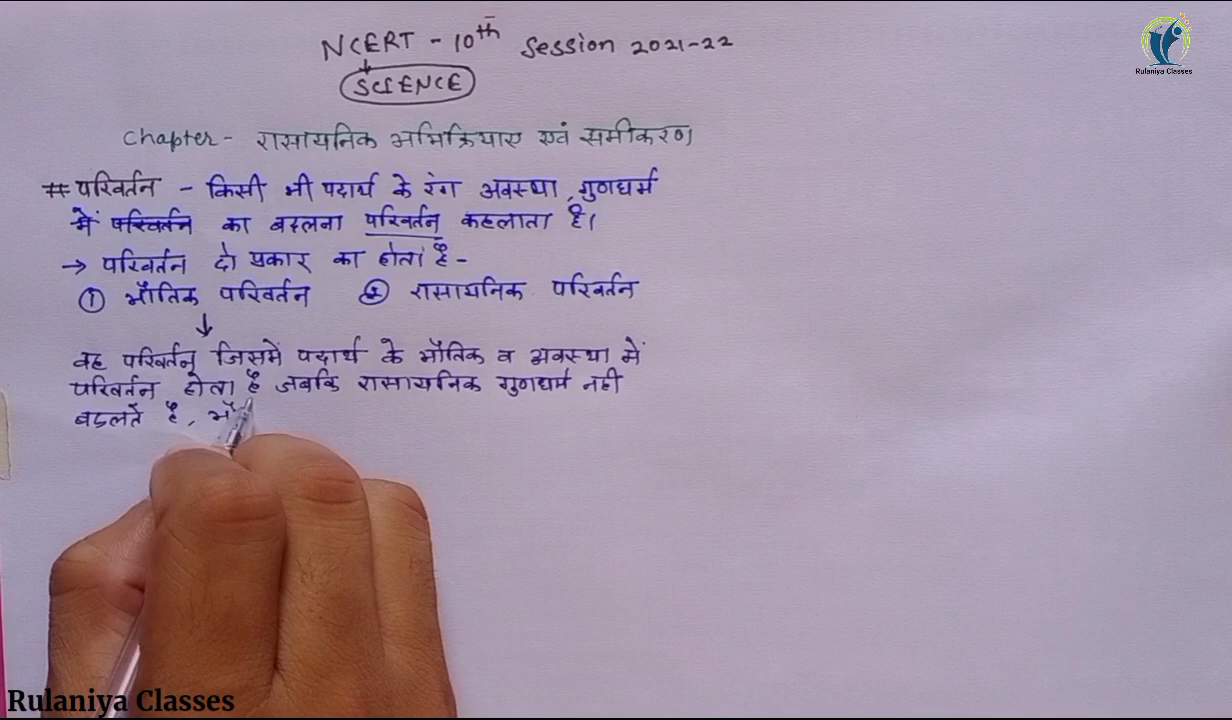 NCERT - 10th Session 2021-22
SCIENCE
Rulaniya Classes
Chapter - रासायनिक अभिक्रियाए एवं समीकरण
# परिवर्तन - किसी भी पदार्थ के रंग अवस्था, गुणधर्म
में परिवर्तन का बदलना परिवर्तन कहलाता है।
→ परिवर्तन दो प्रकार का होता है -
① भौतिक परिवर्तन ② रासायनिक परिवर्तन
↓
वह परिवर्तन जिसमें पदार्थ के भौतिक व अवस्था में
परिवर्तन होता है जबकि रासायनिक गुणधर्म नही
बदलते है, भौ
Rulaniya Classes